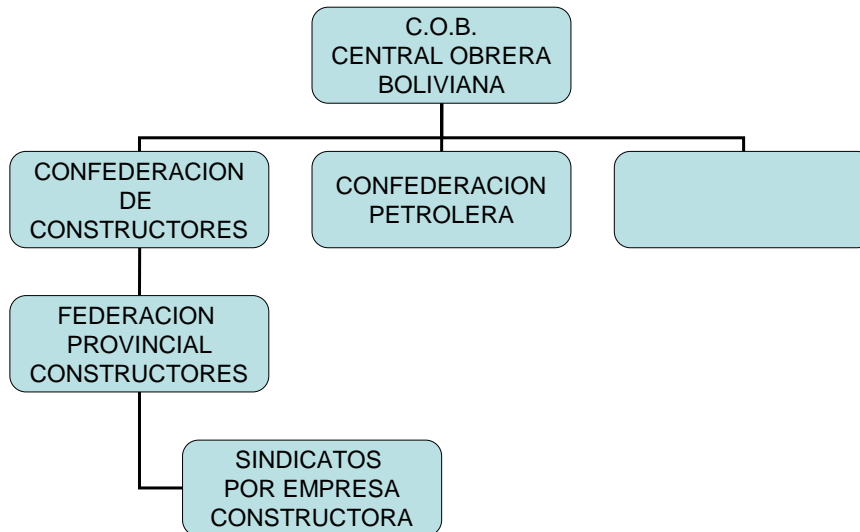 C.O.B.
CENTRAL OBRERA
BOLIVIANA
CONFEDERACION
DE
CONSTRUCTORES
CONFEDERACION
PETROLERA
FEDERACION
PROVINCIAL
CONSTRUCTORES
SINDICATOS
POR EMPRESA
CONSTRUCTORA